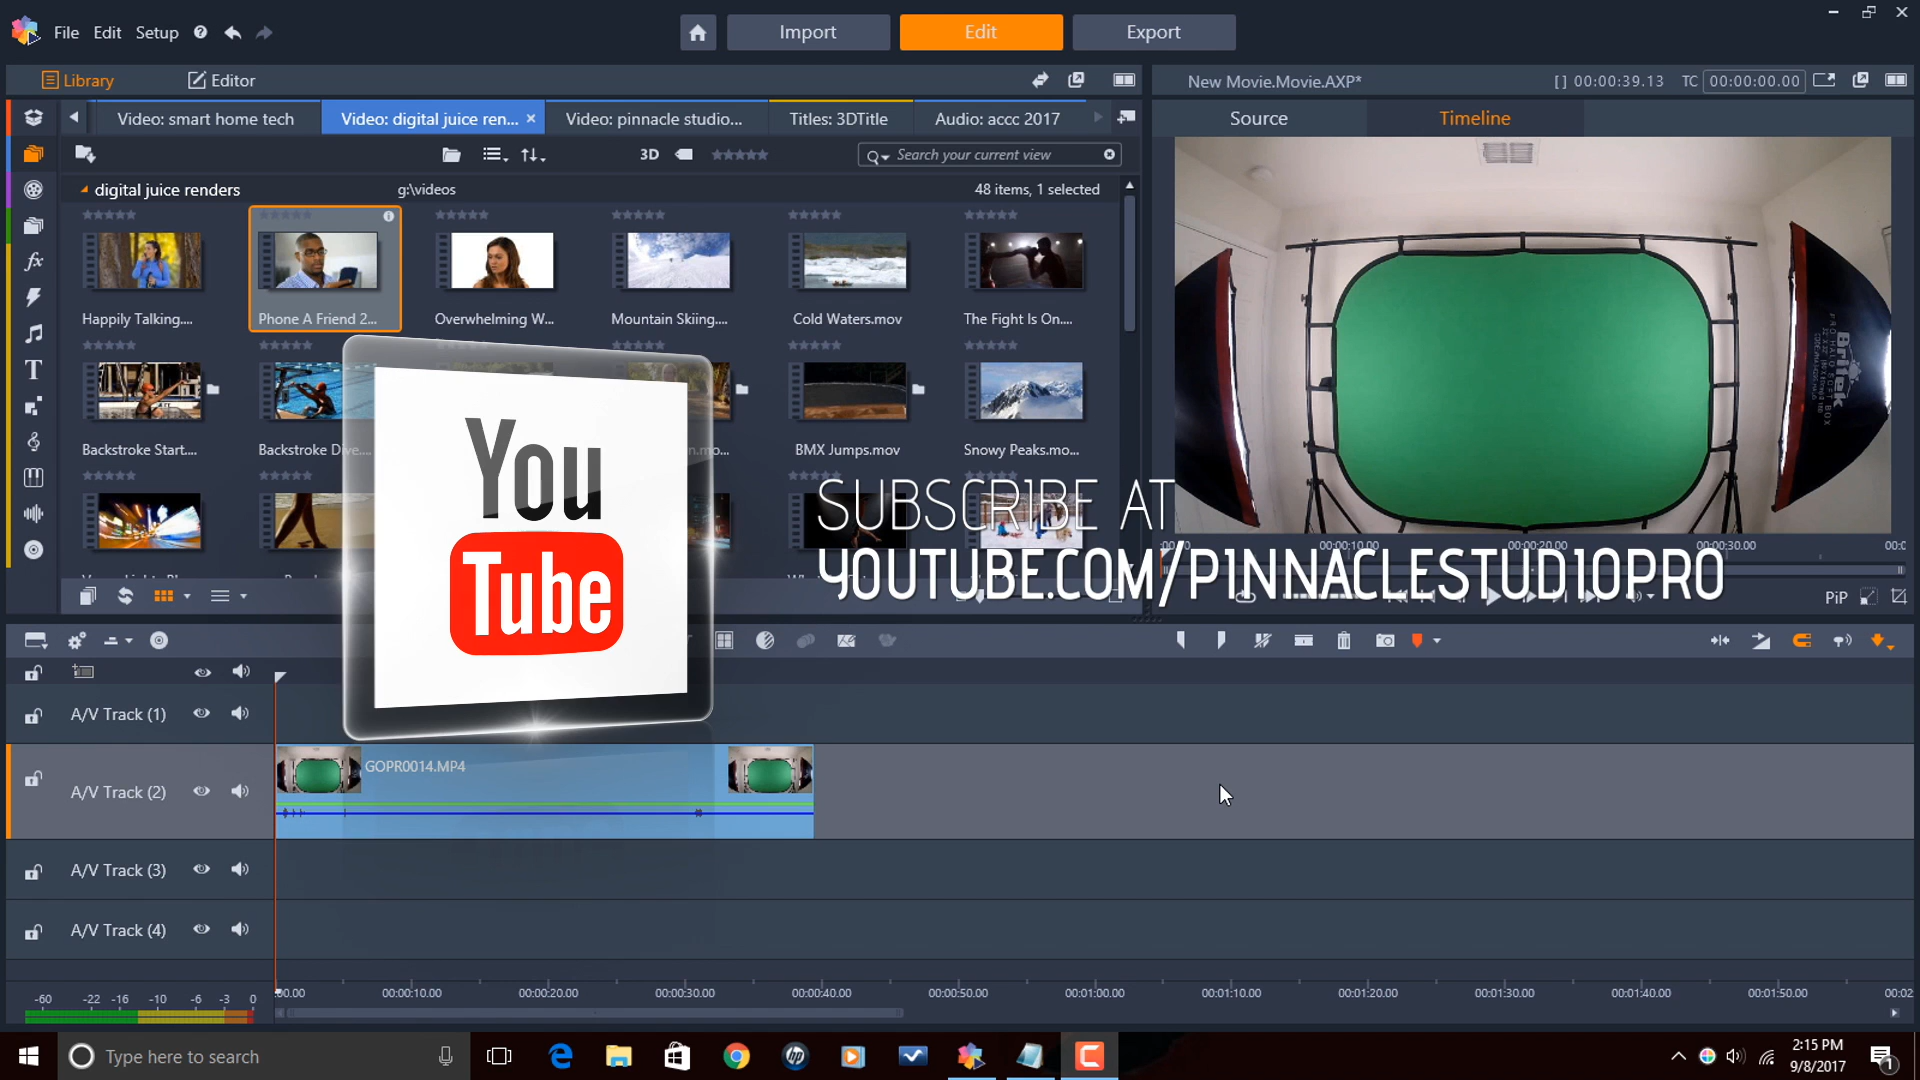 File Edit Setup
Import
Edit
Export
Library
Editor
New Movie.Movie.AXP*
[ ] 00:00:39.13
TC 00:00:00.00
Video: smart home tech
Video: digital juice ren... ×
Video: pinnacle studio...
Titles: 3DTitle
Audio: accc 2017
Source
Timeline
3D
Search your current view
digital juice renders
g:\videos
48 items, 1 selected
Happily Talking....
Phone A Friend 2...
Overwhelming W...
Mountain Skiing....
Cold Waters.mov
The Fight Is On....
Britek
Backstroke Start....
Backstroke Dive....
BMX Jumps.mov
Snowy Peaks.mo...
You
Tube
SUBSCRIBE AT
YOUTUBE.COM/PINNACLESTUDIOPRO
00:00:10.00
00:00:20.00
00:00:30.00
PiP
A/V Track (1)
A/V Track (2)
GOPR0014.MP4
A/V Track (3)
A/V Track (4)
-60 -22 -16 -10 -6 -3 0
:00.00 00:00:10.00 00:00:20.00 00:00:30.00 00:00:40.00 00:00:50.00 00:01:00.00 00:01:10.00 00:01:20.00 00:01:30.00 00:01:40.00 00:01:50.00 00:02
Type here to search
hp
2:15 PM
9/8/2017
1